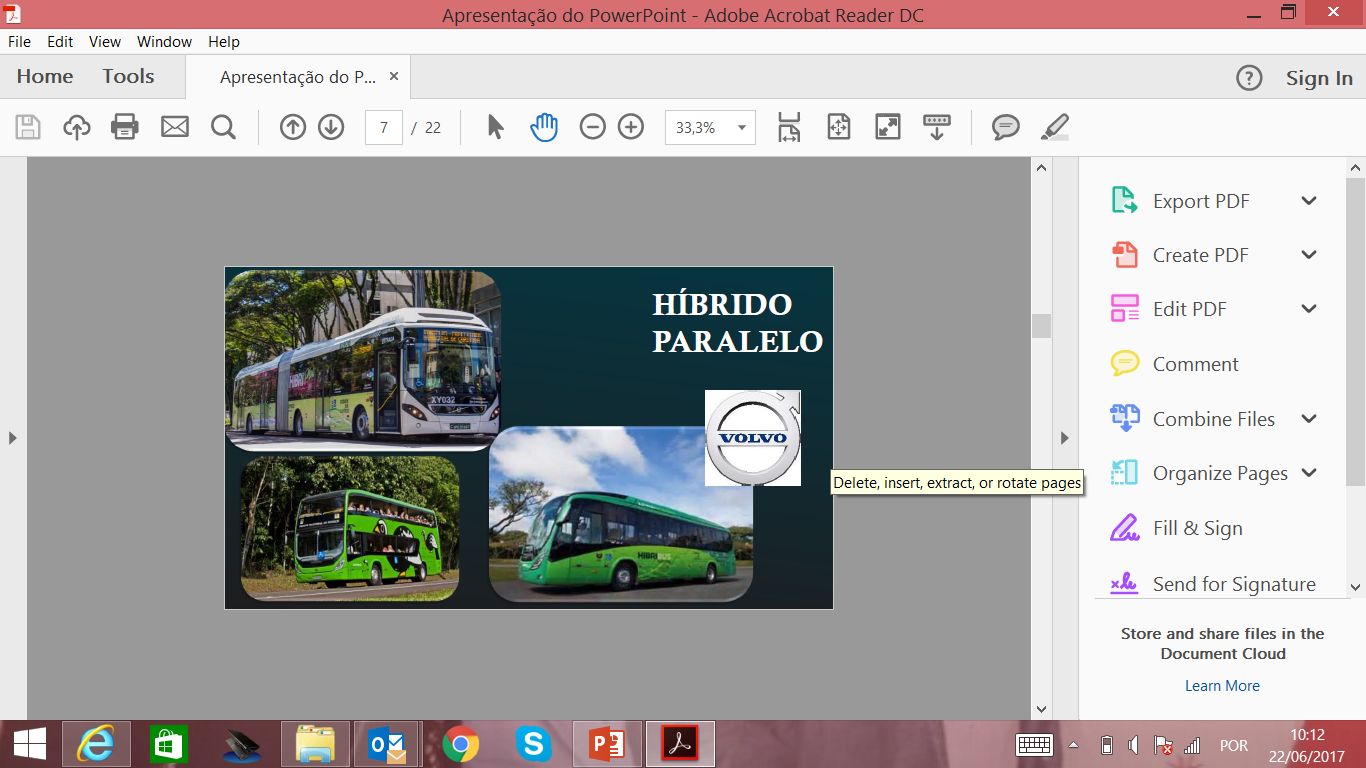 Apresentação do PowerPoint - Adobe Acrobat Reader DC
File Edit View Window Help
Home Tools Apresentação do P... × ? Sign In
7 / 22 33,3%
HÍBRIDO
PARALELO
XY032
VOLVO
HIBRIBUS
Delete, insert, extract, or rotate pages
Export PDF
Create PDF
Edit PDF
Comment
Combine Files
Organize Pages
Fill & Sign
Send for Signature
Store and share files in the
Document Cloud
Learn More
POR
10:12
22/06/2017